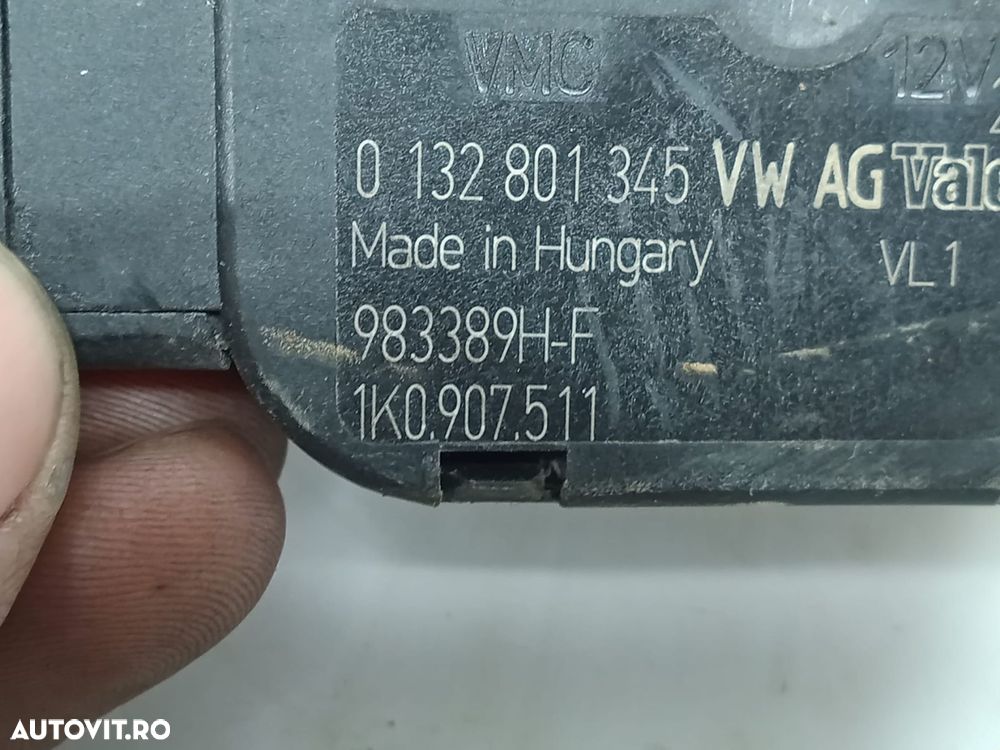 VMC 12V
0 132 801 345 VW AG
Made in Hungary VL1
983389H-F
1K0.907.511
AUTOVIT.RO